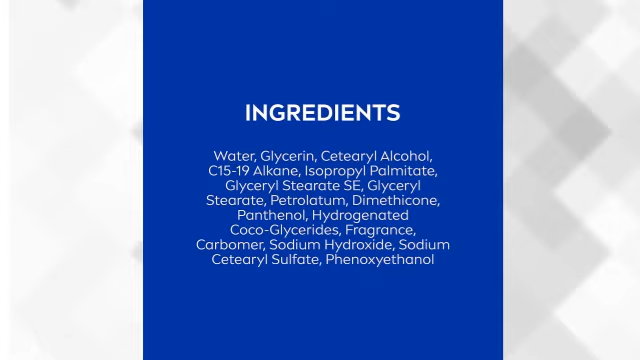 INGREDIENTS
Water, Glycerin, Cetearyl Alcohol,
C15-19 Alkane, Isopropyl Palmitate,
Glyceryl Stearate SE, Glyceryl
Stearate, Petrolatum, Dimethicone,
Panthenol, Hydrogenated
Coco-Glycerides, Fragrance,
Carbomer, Sodium Hydroxide, Sodium
Cetearyl Sulfate, Phenoxyethanol